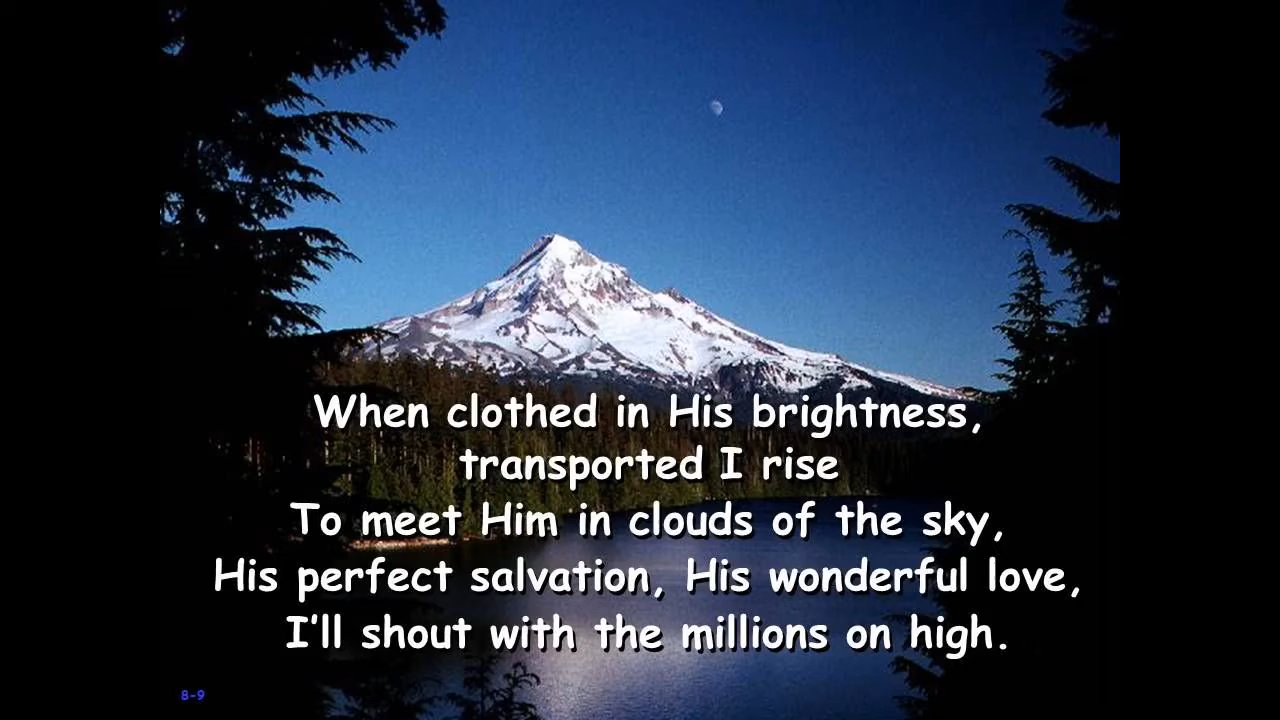 When clothed in His brightness,
transported I rise
To meet Him in clouds of the sky,
His perfect salvation, His wonderful love,
I'll shout with the millions on high.
8-9